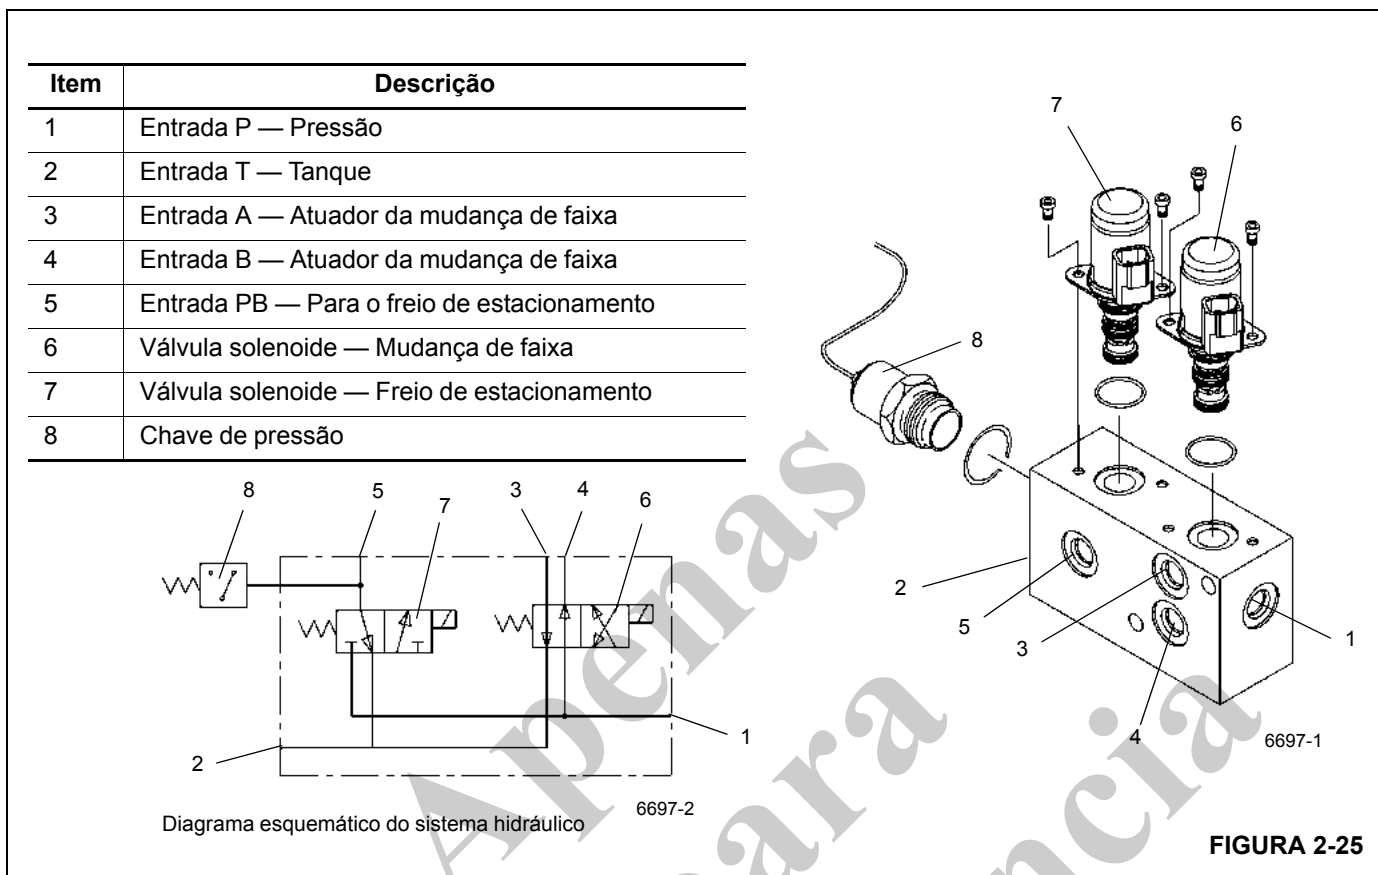 Item Descrição
1 Entrada P — Pressão
2 Entrada T — Tanque
3 Entrada A — Atuador da mudança de faixa
4 Entrada B — Atuador da mudança de faixa
5 Entrada PB — Para o freio de estacionamento
6 Válvula solenoide — Mudança de faixa
7 Válvula solenoide — Freio de estacionamento
8 Chave de pressão
8
5
7
3
4
6
2
1
6697-2
Diagrama esquemático do sistema hidráulico
7
6
8
2
5
3
4
1
6697-1
FIGURA 2-25
Apenas
para